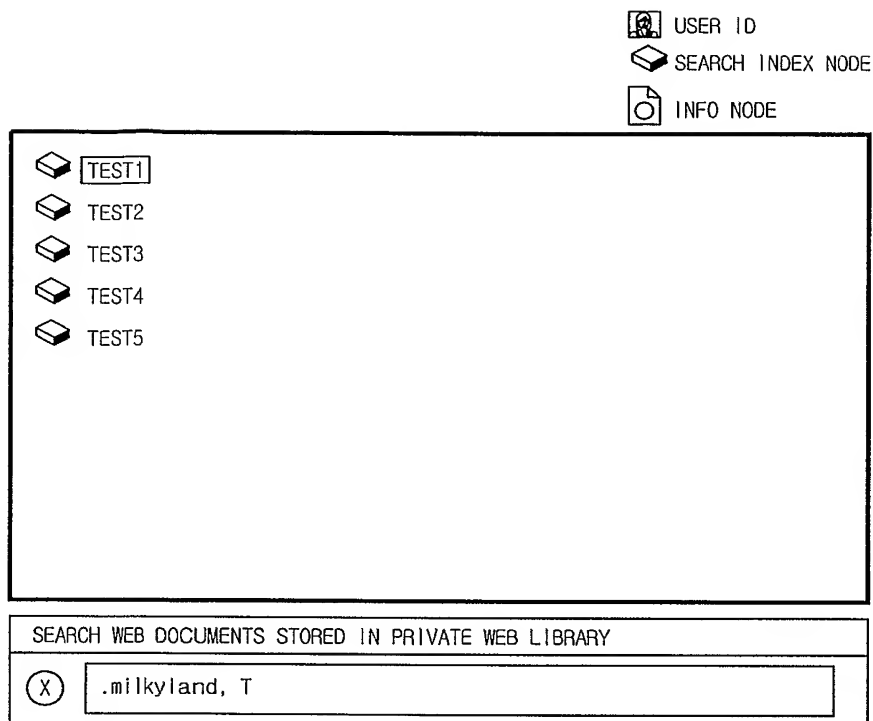 USER ID
SEARCH INDEX NODE
INFO NODE
TEST1
TEST2
TEST3
TEST4
TEST5
SEARCH WEB DOCUMENTS STORED IN PRIVATE WEB LIBRARY
X .milkyland, T